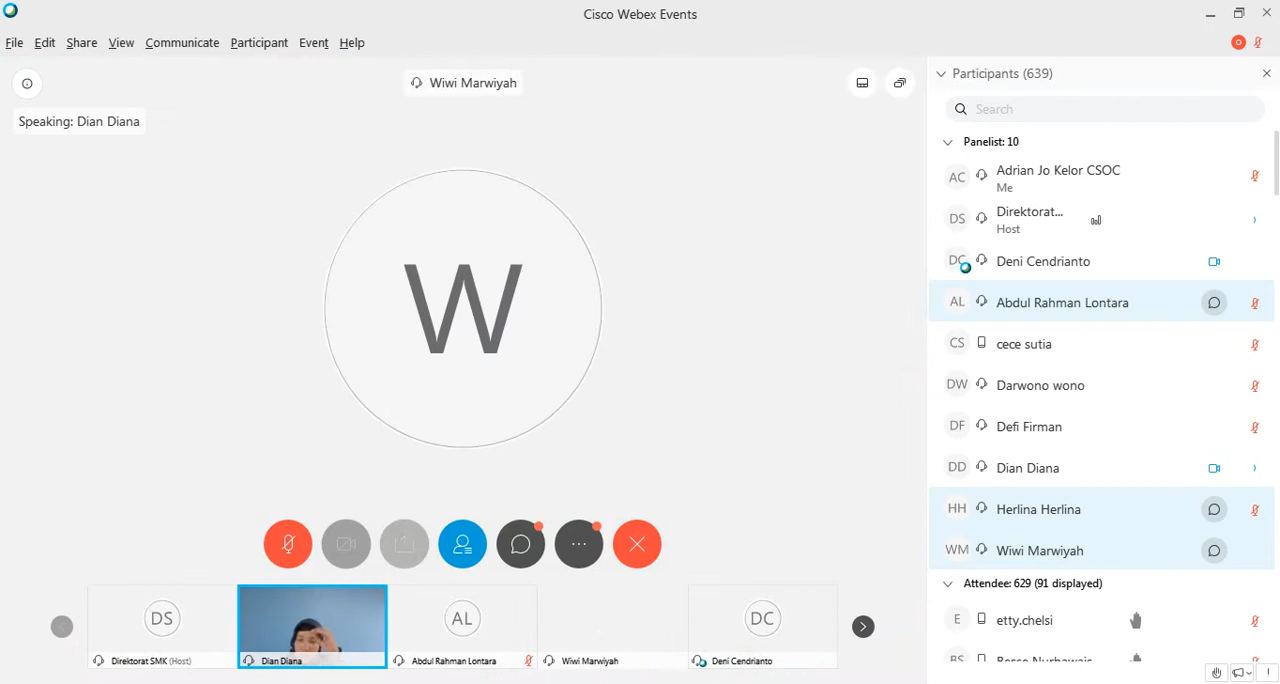 Cisco Webex Events
File Edit Share View Communicate Participant Event Help
Wiwi Marwiyah
Speaking: Dian Diana
W
DS
Direktorat SMK (Host)
Dian Diana
AL
Abdul Rahman Lontara
Wiwi Marwiyah
DC
Deni Cendrianto
Participants (639)
Search
Panelist: 10
AC Adrian Jo Kelor CSOC
Me
DS Direktorat...
Host
DC Deni Cendrianto
AL Abdul Rahman Lontara
CS cece sutia
DW Darwono wono
DF Defi Firman
DD Dian Diana
HH Herlina Herlina
WM Wiwi Marwiyah
Attendee: 629 (91 displayed)
E etty.chelsi